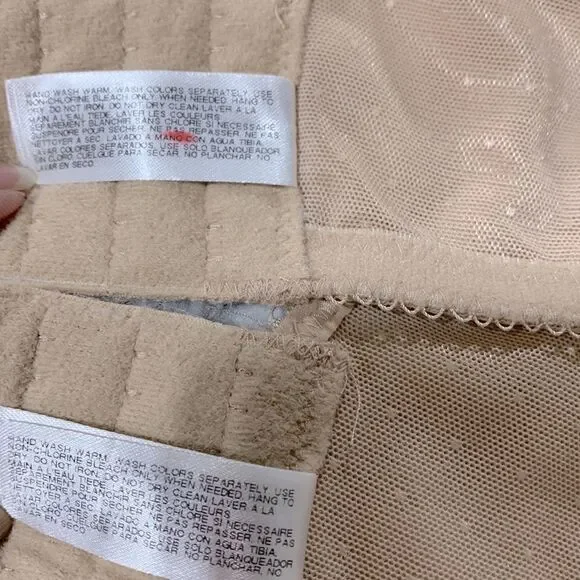 HAND WASH WARM, WASH COLORS SEPARATELY USE
NON-CHLORINE BLEACH ONLY WHEN NEEDED, HANG TO
DRY. DO NOT IRON. DO NOT DRY CLEAN LAVER A LA
MAIN A L'EAU TIEDE, LAVER LES COULEURS
SEPAREMENT BLANCHIR SANS CHLORE SI NECESSAIRE
SUSPENDRE POUR SECHER. NE PAS REPASSER. NE PAS
NETTOYER A SEC. LAVADO A MANO CON AGUA TIBIA.
LAVAR COLORES SEPARADOS. USE SOLO BLANQUEADOR
SIN CLORO. CUELGUE PARA SECAR. NO PLANCHAR. NO
LAVAR EN SECO.
HAND WASH WARM, WASH COLORS SEPARATELY USE
NON-CHLORINE BLEACH ONLY WHEN NEEDED, HANG TO
DRY. DO NOT IRON. DO NOT DRY CLEAN LAVER A LA
MAIN A L'EAU TIEDE, LAVER LES COULEURS
SEPAREMENT BLANCHIR SANS CHLORE SI NECESSAIRE
SUSPENDRE POUR SECHER. NE PAS REPASSER. NE PAS
NETTOYER A SEC. LAVADO A MANO CON AGUA TIBIA.
LAVAR COLORES SEPARADOS. USE SOLO BLANQUEADOR
SIN CLORO. CUELGUE PARA SECAR. NO PLANCHAR. NO
LAVAR EN SECO.